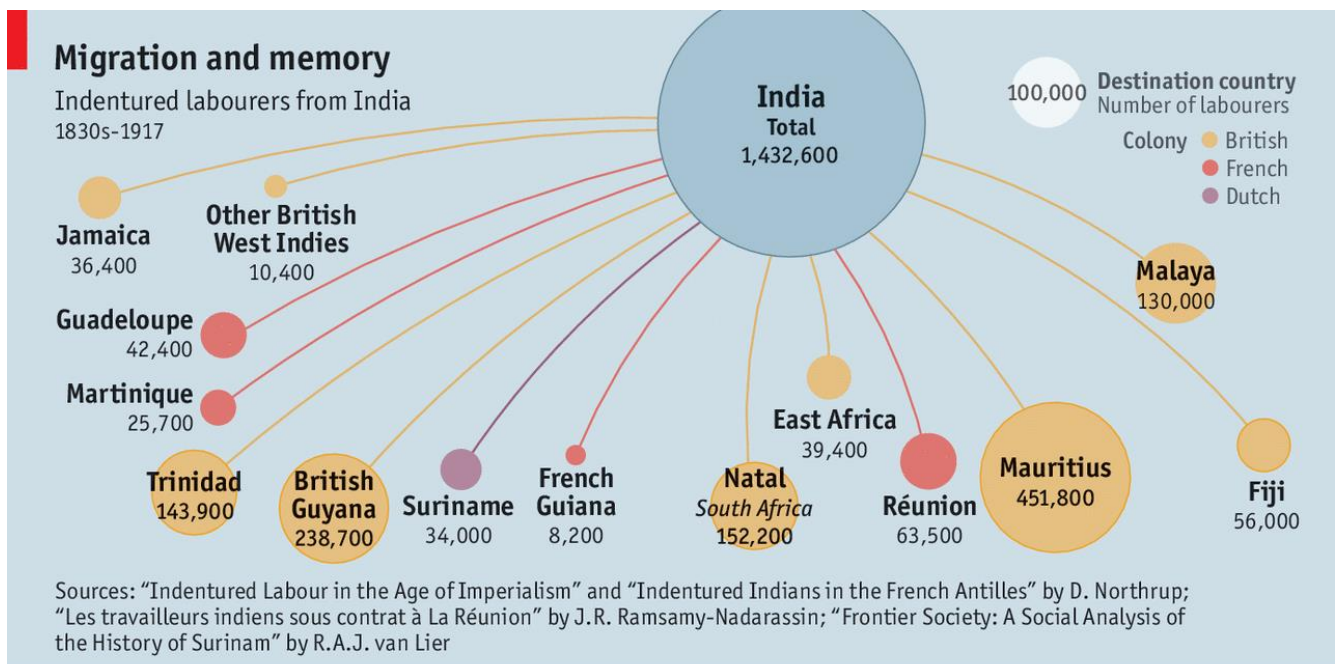 Migration and memory
Indentured labourers from India
1830s-1917
India
Total
1,432,600
100,000
Destination country
Number of labourers
Colony
British
French
Dutch
Jamaica
36,400
Other British
West Indies
10,400
Guadeloupe
42,400
Martinique
25,700
Trinidad
143,900
British
Guyana
238,700
Suriname
34,000
French
Guiana
8,200
Natal
South Africa
152,200
East Africa
39,400
Réunion
63,500
Mauritius
451,800
Malaya
130,000
Fiji
56,000
Sources: “Indentured Labour in the Age of Imperialism” and “Indentured Indians in the French Antilles” by D. Northrup;
“Les travailleurs indiens sous contrat à La Réunion” by J.R. Ramsamy-Nadarassin; “Frontier Society: A Social Analysis of
the History of Surinam” by R.A.J. van Lier